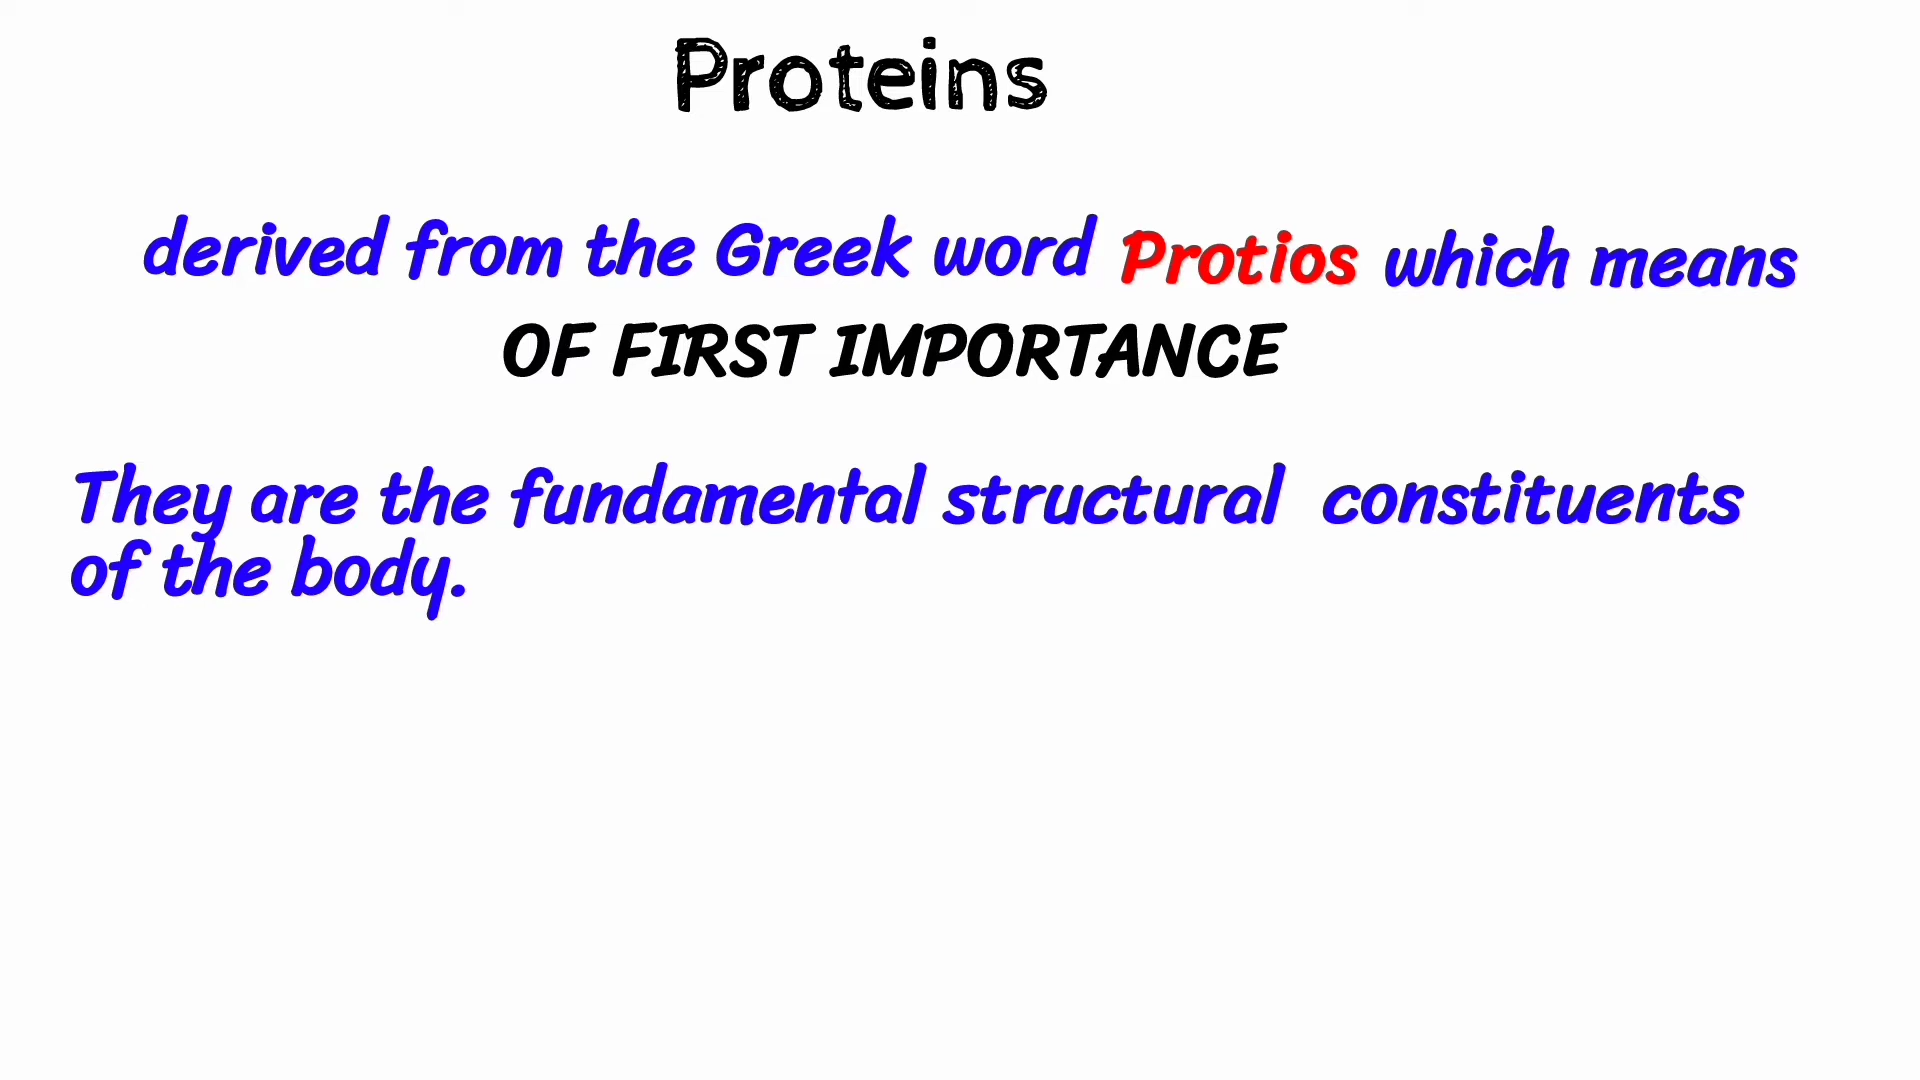 Proteins
derived from the Greek word Protios which means
OF FIRST IMPORTANCE
They are the fundamental structural constituents
of the body.